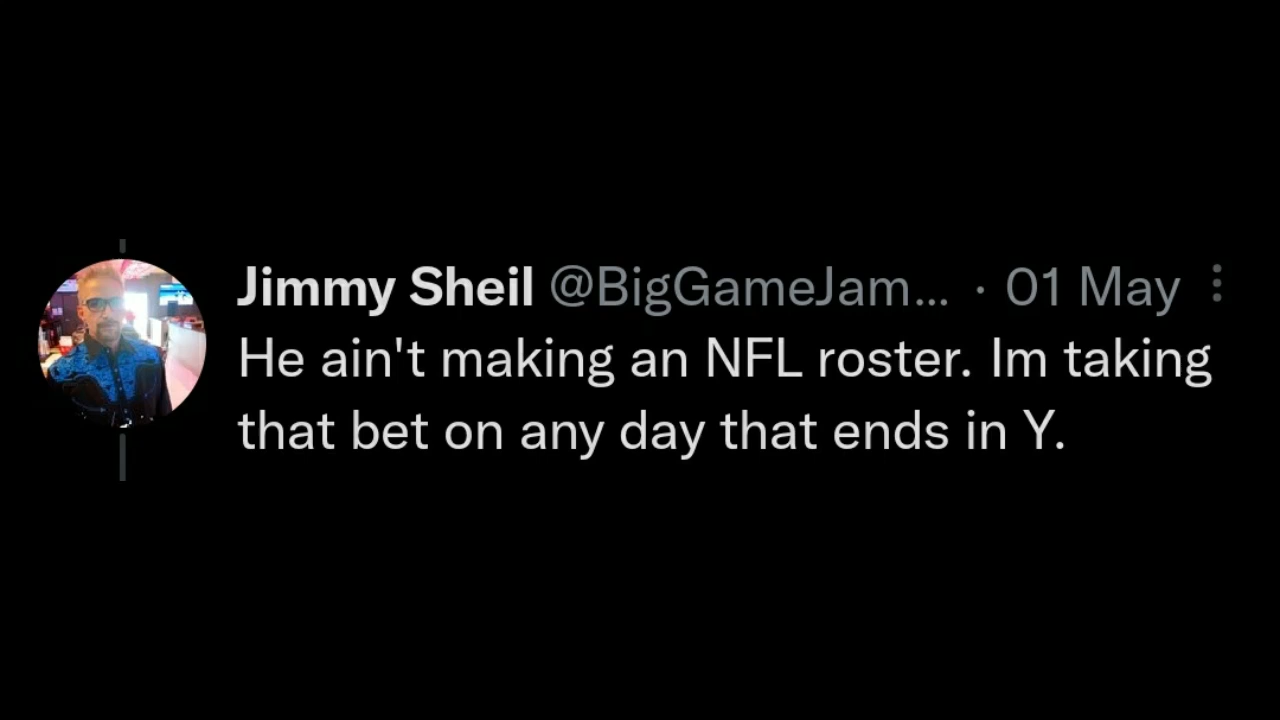 Jimmy Sheil @BigGameJam... · 01 May
He ain't making an NFL roster. Im taking
that bet on any day that ends in Y.